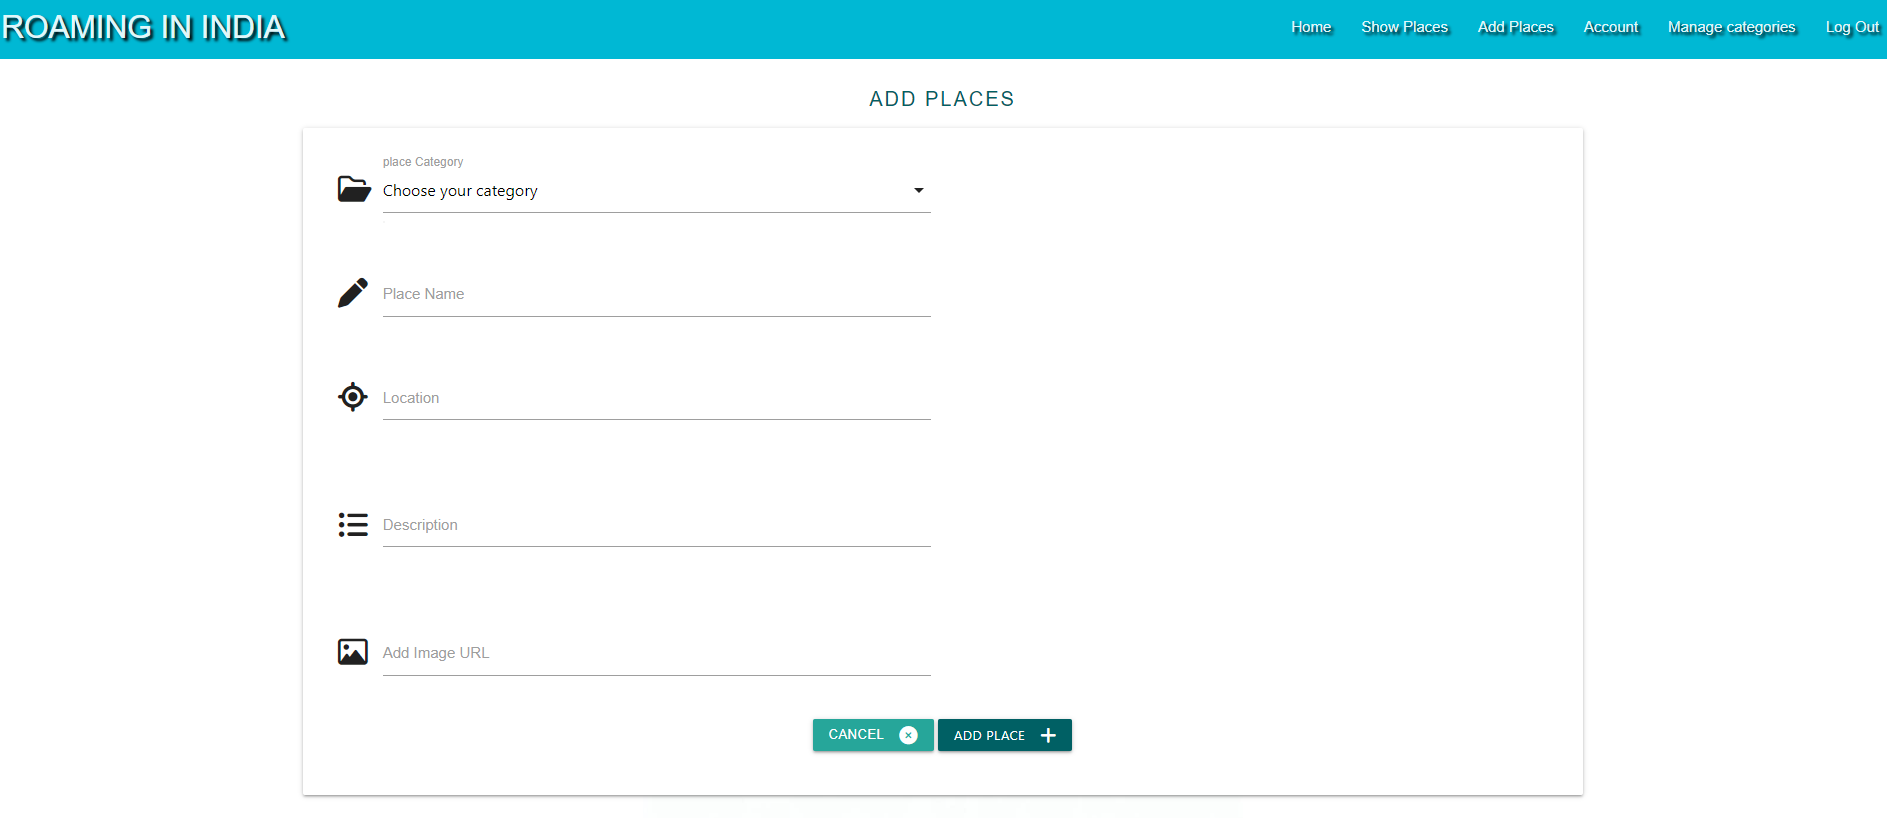 ROAMING IN INDIA
Home Show Places Add Places Account Manage categories Log Out
ADD PLACES
place Category
Choose your category
Place Name
Location
Description
Add Image URL
CANCEL ADD PLACE